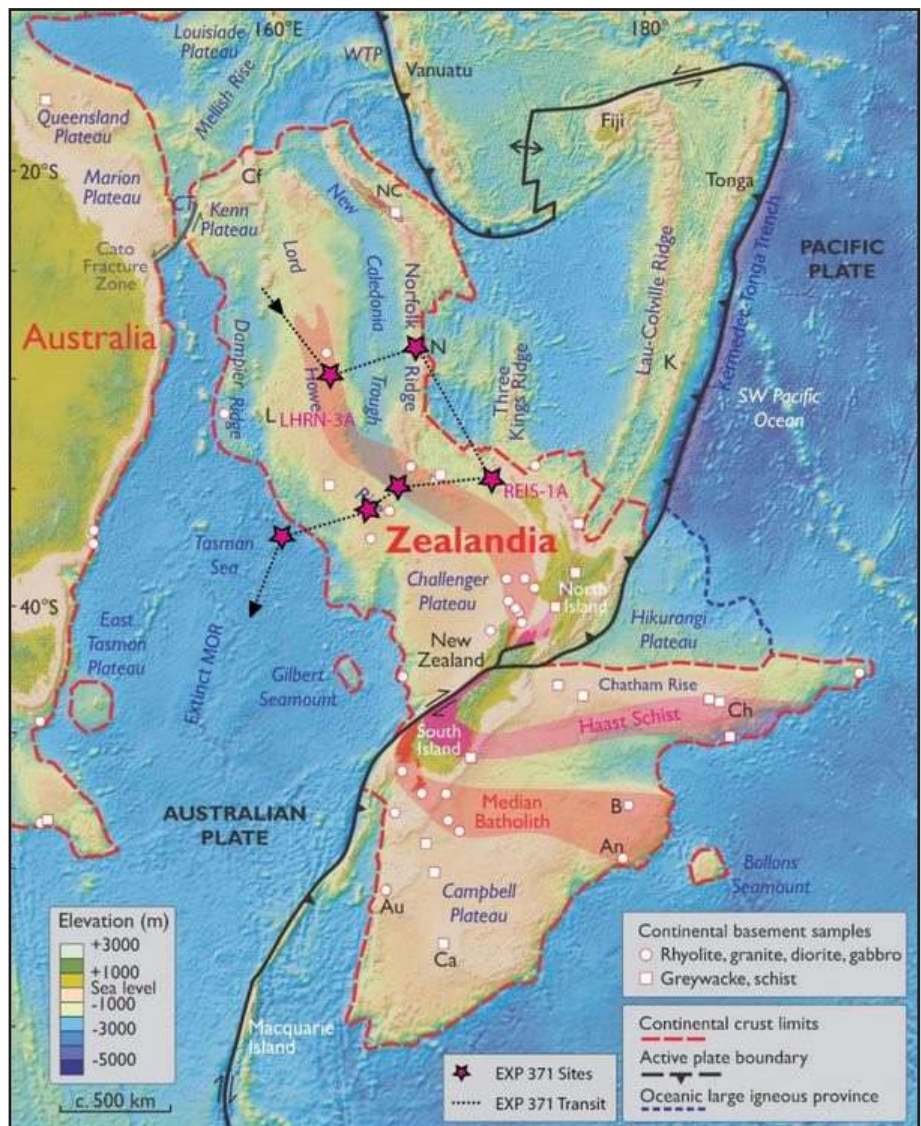 Louisiade
Plateau
160°E
180°
WTP
Vanuatu
Mellish Rise
Fiji
Queensland
Plateau
20°S
Marion
Plateau
CT
Cf
Kenn
Plateau
New
NC
Tonga
PACIFIC
PLATE
Cato
Fracture
Zone
Lord
Caledonia
Norfolk
Lau-Colville Ridge
Kermedec-Tonga Trench
Australia
Dampier Ridge
Howe
Trough
Ridge
N
Three
Kings Ridge
K
SW Pacific
Ocean
L
LHRN-3A
REIS-1A
Tasman
Sea
Zealandia
Challenger
Plateau
North
Island
40°S
East
Tasman
Plateau
Extinct MOR
New
Zealand
Hikurangi
Plateau
Gilbert
Seamount
Chatham Rise
Ch
Haast Schist
South
Island
AUSTRALIAN
PLATE
Median
Batholith
B
An
Bollons
Seamount
Au
Campbell
Plateau
Ca
Macquarie
Island
Elevation (m)
+3000
+1000
Sea level
-1000
-3000
-5000
c. 500 km
EXP 371 Sites
EXP 371 Transit
Continental basement samples
Rhyolite, granite, diorite, gabbro
Greywacke, schist
Continental crust limits
Active plate boundary
Oceanic large igneous province